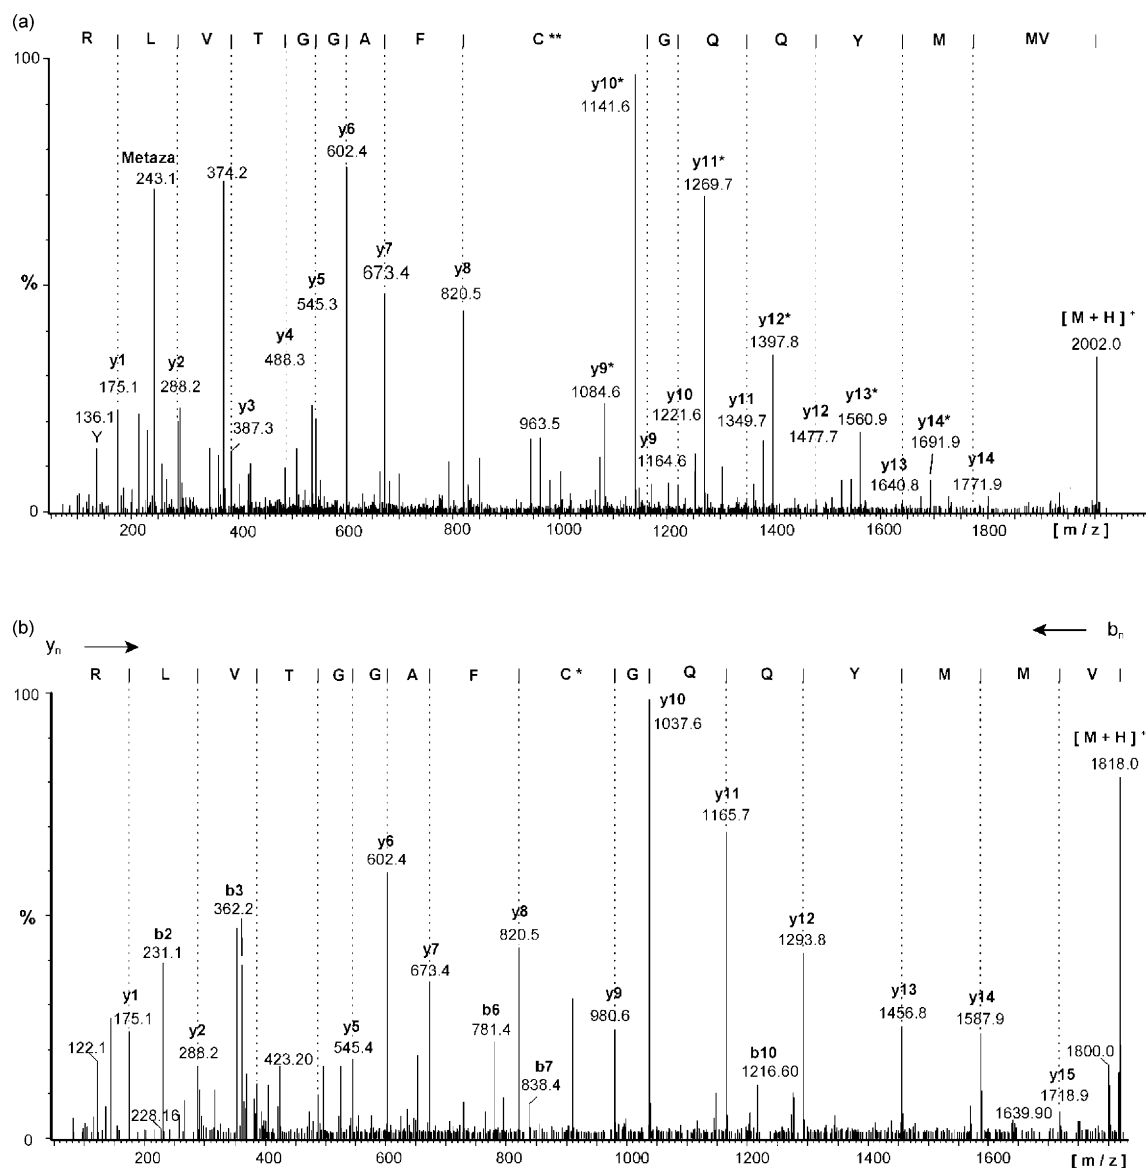 (a)
R | L | V | T | G | G | A | F | C ** | G | Q | Q | Y | M | MV |
100
%
0
Metaza
243.1
374.2
y6
602.4
y10*
1141.6
y11*
1269.7
y7
673.4
y8
820.5
y5
545.3
y4
488.3
y12*
1397.8
[ M + H ] +
2002.0
y1
175.1
y2
288.2
y3
387.3
136.1
Y
963.5
y9*
1084.6
y9
1164.6
y10
1221.6
y11
1349.7
y12
1477.7
y13*
1560.9
y13
1640.8
y14*
1691.9
y14
1771.9
200 400 600 800 1000 1200 1400 1600 1800
[ m / z ]
(b)
yn
bn
R | L | V | T | G | G | A | F | C * | G | Q | Q | Y | M | M | V |
100
%
0
y10
1037.6
[ M + H ] +
1818.0
y11
1165.7
y6
602.4
b3
362.2
b2
231.1
y8
820.5
y7
673.4
y12
1293.8
y1
175.1
y2
288.2
122.1
228.16
423.20
y5
545.4
b6
781.4
b7
838.4
y9
980.6
b10
1216.60
y13
1456.8
y14
1587.9
1639.90
y15
1718.9
1800.0
200 400 600 800 1000 1200 1400 1600
[ m / z ]